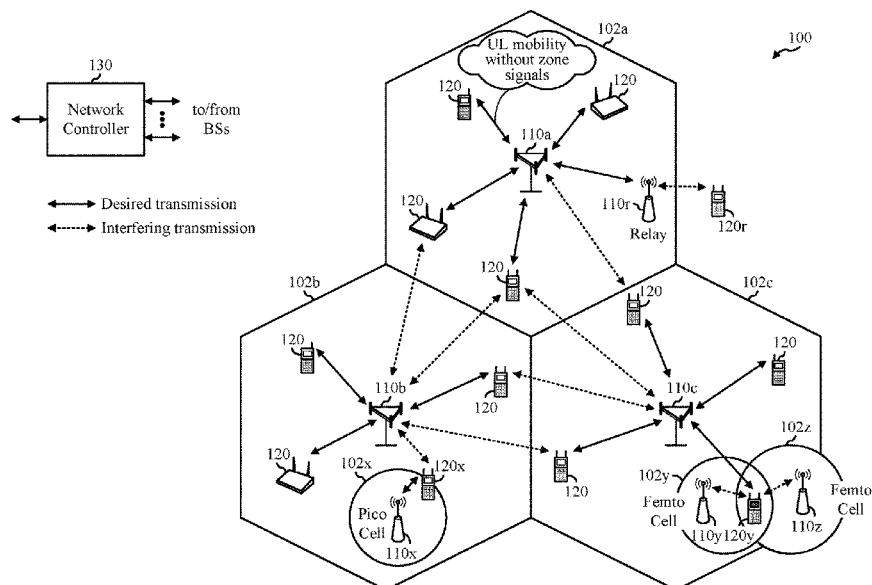 102a
100
UL mobility
without zone
signals
130
Network
Controller
to/from
BSs
120
120
110a
Desired transmission
Interfering transmission
120
110r
Relay
120r
102b
120
120
102c
120
120
110b
120
110c
120
102z
120
102x
120x
120
102y
Pico
Cell
110x
Femto
Cell
110y
120y
110z
Femto
Cell